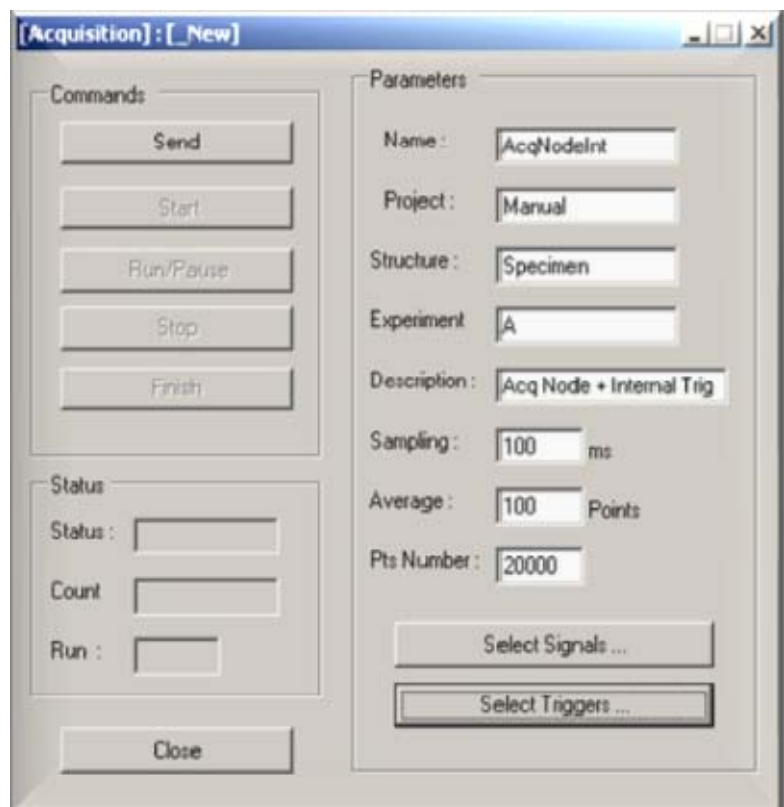 [Acquisition] : [_New]
Commands
Send
Start
Run/Pause
Stop
Finish
Status
Status :
Count
Run :
Close
Parameters
Name : AcqNodeInt
Project : Manual
Structure : Specimen
Experiment A
Description : Acq Node + Internal Trig
Sampling : 100 ms
Average : 100 Points
Pts Number : 20000
Select Signals ...
Select Triggers ...